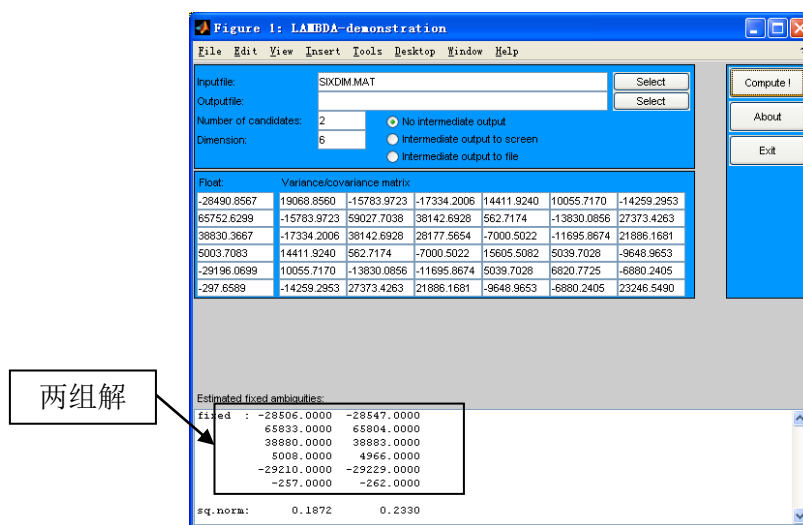 Figure 1: LAMBDA-demonstration
File Edit View Insert Tools Desktop Window Help
Inputfile: SIXDIM.MAT Select Compute !
Outputfile: Select
Number of candidates: 2 No intermediate output About
Dimension: 6 Intermediate output to screen
Intermediate output to file Exit
Float: Variance/covariance matrix
-28490.8567 19068.8560 -15783.9723 -17334.2006 14411.9240 10055.7170 -14259.2953
65752.6299 -15783.9723 59027.7038 38142.6928 562.7174 -13830.0856 27373.4263
38830.3667 -17334.2006 38142.6928 28177.5654 -7000.5022 -11695.8674 21886.1681
5003.7083 14411.9240 562.7174 -7000.5022 15605.5082 5039.7028 -9648.9653
-29196.0699 10055.7170 -13830.0856 -11695.8674 5039.7028 6820.7725 -6880.2405
-297.6589 -14259.2953 27373.4263 21886.1681 -9648.9653 -6880.2405 23246.5490
两组解
Estimated fixed ambiguities:
fixed : -28506.0000 -28547.0000
65833.0000 65804.0000
38880.0000 38883.0000
5008.0000 4966.0000
-29210.0000 -29229.0000
-257.0000 -262.0000
sq.norm: 0.1872 0.2330